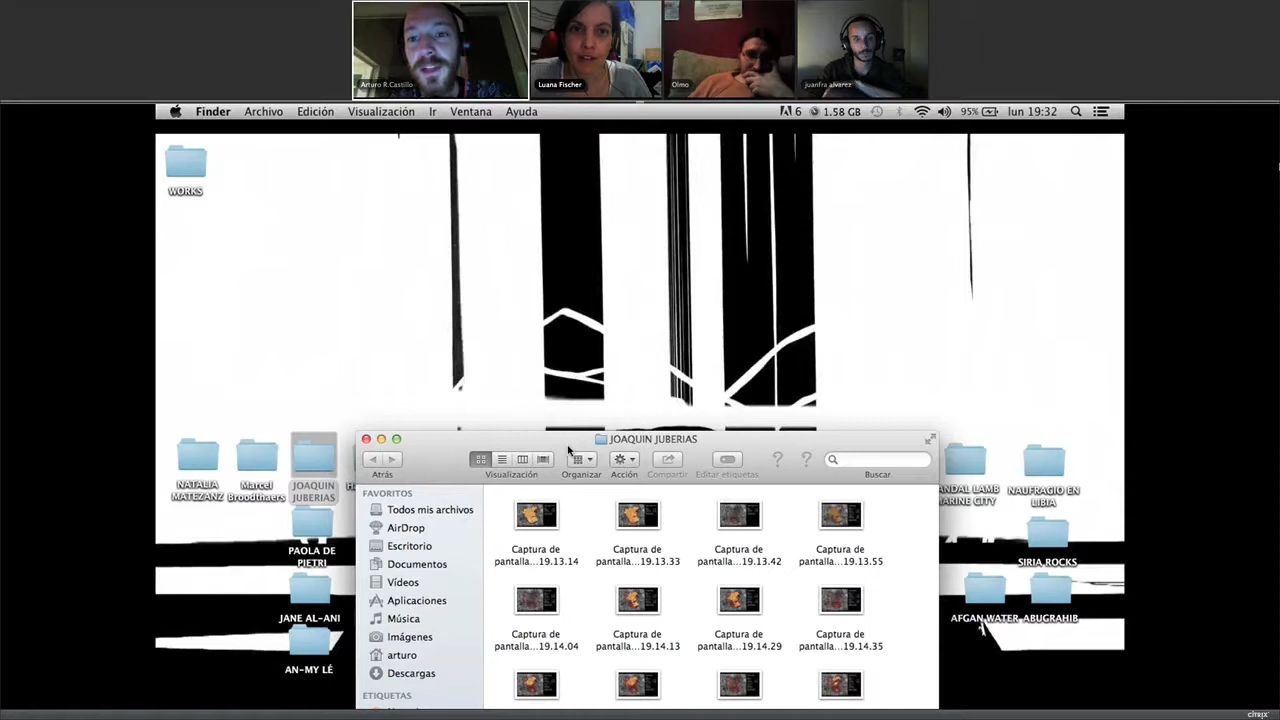 Arturo R.Castillo
Luana Fischer
Olmo
juanfra alvarez
Finder Archivo Edición Visualización Ir Ventana Ayuda
6 1.58 GB 95% lun 19:32
WORKS
JOAQUIN JUBERIAS
Atrás Visualización Organizar Acción Compartir Editar etiquetas Buscar
NATALIA
MATEZANZ
Marcel
Broodthaers
JOAQUIN
JUBERIAS
PAOLA DE
PIETRI
JANE AL-ANI
AN-MY LÉ
FAVORITOS
Todos mis archivos
AirDrop
Escritorio
Documentos
Vídeos
Aplicaciones
Música
Imágenes
arturo
Descargas
ETIQUETAS
Captura de
pantalla...19.13.14
Captura de
pantalla...19.13.33
Captura de
pantalla...19.13.42
Captura de
pantalla...19.13.55
Captura de
pantalla...19.14.04
Captura de
pantalla...19.14.13
Captura de
pantalla...19.14.29
Captura de
pantalla...19.14.35
ANDAL LAMB
ARINE CITY
NAUFRAGIO EN
LIBIA
SIRIA ROCKS
AFGAN WATER
ABUGRAHIB
CITRIX